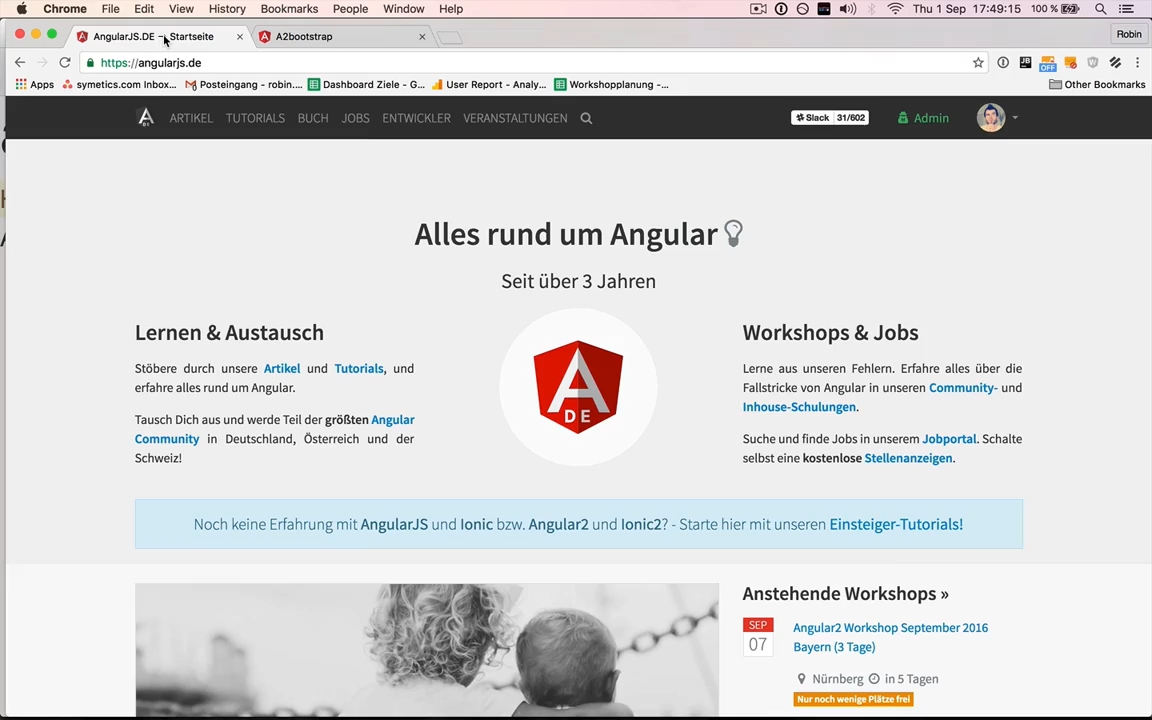 Chrome File Edit View History Bookmarks People Window Help Thu 1 Sep 17:49:15 100 %
AngularJS.DE – Startseite
A2bootstrap
Robin
https://angularjs.de
Apps symetics.com Inbox... Posteingang - robin.... Dashboard Ziele - G... User Report - Analy... Workshopplanung -... Other Bookmarks
ARTIKEL TUTORIALS BUCH JOBS ENTWICKLER VERANSTALTUNGEN Slack 31/602 Admin
Alles rund um Angular
Seit über 3 Jahren
Lernen & Austausch
Stöbere durch unsere Artikel und Tutorials, und
erfahre alles rund um Angular.
Tausch Dich aus und werde Teil der größten Angular
Community in Deutschland, Österreich und der
Schweiz!
A
DE
Workshops & Jobs
Lerne aus unseren Fehlern. Erfahre alles über die
Fallstricke von Angular in unseren Community- und
Inhouse-Schulungen.
Suche und finde Jobs in unserem Jobportal. Schalte
selbst eine kostenlose Stellenanzeigen.
Noch keine Erfahrung mit AngularJS und Ionic bzw. Angular2 und Ionic2? - Starte hier mit unseren Einsteiger-Tutorials!
Anstehende Workshops »
SEP
07
Angular2 Workshop September 2016
Bayern (3 Tage)
Nürnberg in 5 Tagen
Nur noch wenige Plätze frei